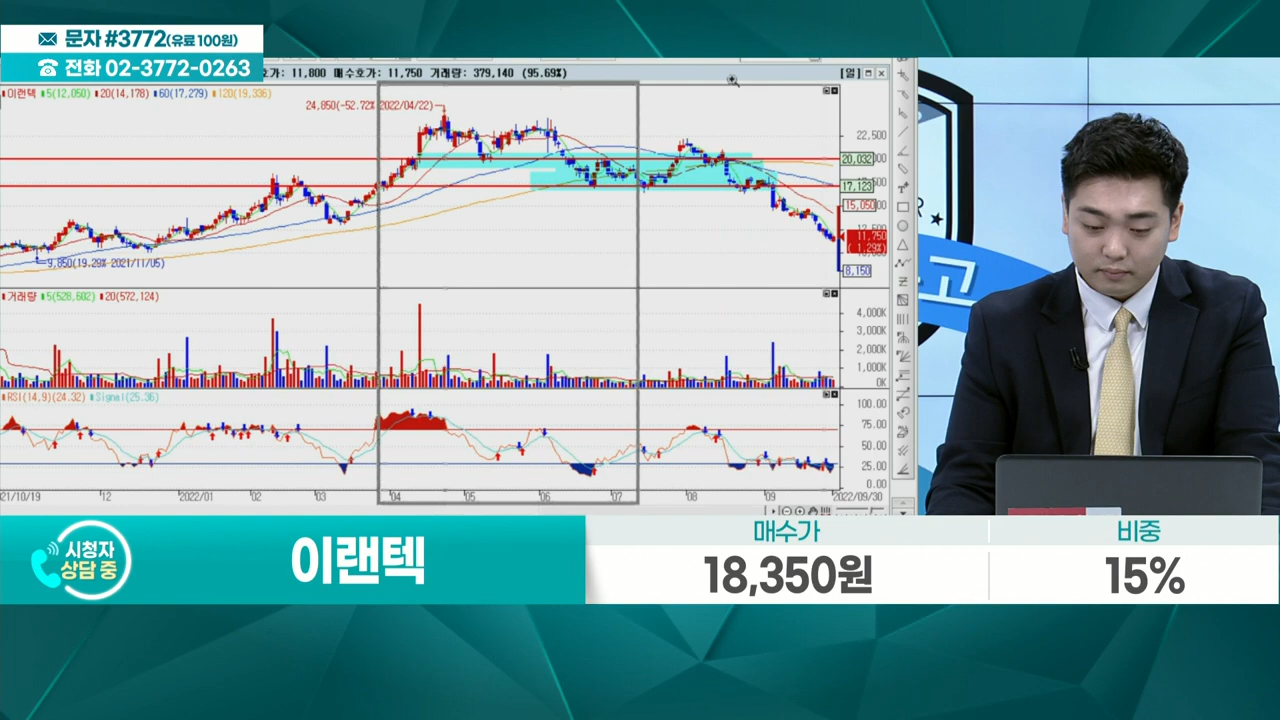 문자 #3772(유료 100원)
전화 02-3772-0263
호가: 11,800 매수호가: 11,750 거래량: 379,140 (95.69%)
[일]
이랜텍 5(12,050) 20(14,178) 60(17,279) 120(19,336)
24,850(-52.72% 2022/04/22)
9,850(19.29% 2021/11/05)
22,500
20,032
17,123
15,050
11,750
( 1.29%)
8,150
거래량 5(528,602) 20(572,124)
4,000K
3,000K
2,000K
1,000K
0K
RSI(14,9)(24.32) Signal(25.36)
100.00
75.00
50.00
25.00
0.00
21/10/19 12 2022/01 02 03 04 05 06 07 08 09 2022/09/30
R
고
시청자
상담 중
이랜텍
매수가
18,350원
비중
15%